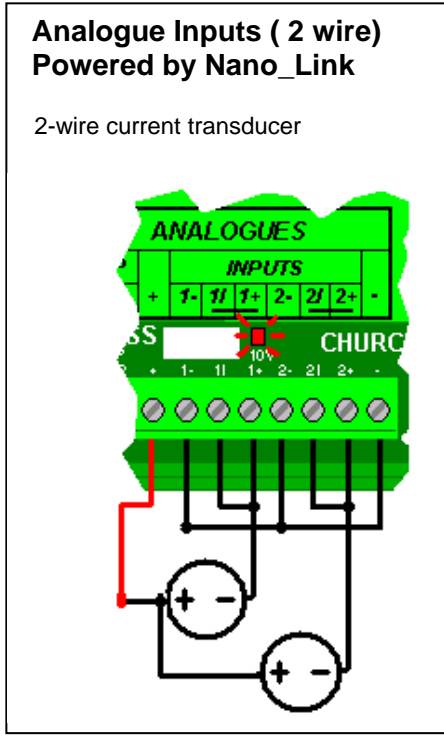 Analogue Inputs ( 2 wire)
Powered by Nano_Link
2-wire current transducer
ANALOGUES
INPUTS
+ 1- 1I 1+ 2- 2I 2+ -
SS
10V
CHURC
+ 1- 1I 1+ 2- 2I 2+ -
+ -
+ -